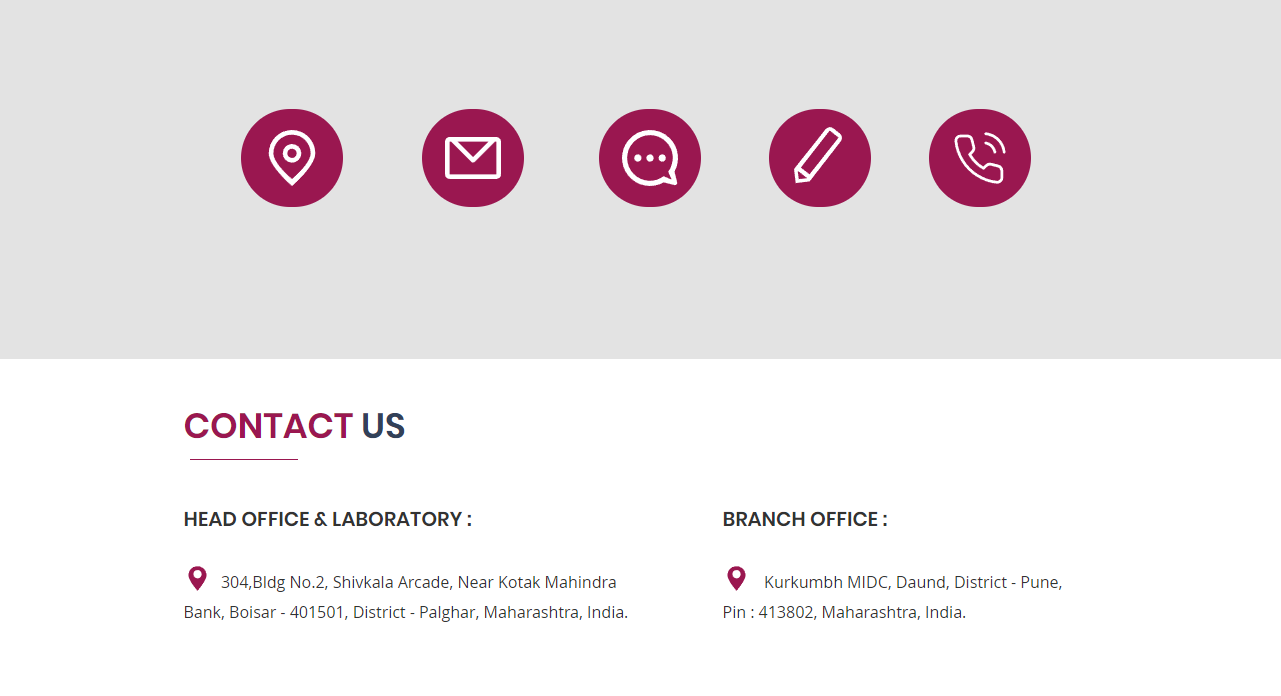 CONTACT US
HEAD OFFICE & LABORATORY :
304,Bldg No.2, Shivkala Arcade, Near Kotak Mahindra
Bank, Boisar - 401501, District - Palghar, Maharashtra, India.
BRANCH OFFICE :
Kurkumbh MIDC, Daund, District - Pune,
Pin : 413802, Maharashtra, India.